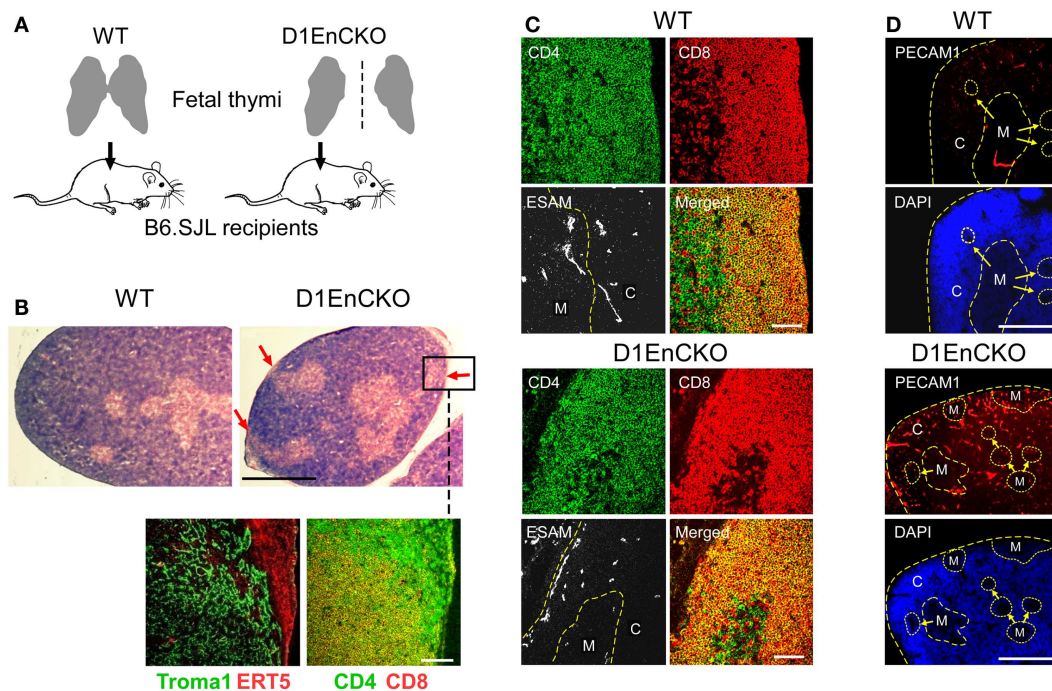 A
WT
D1EnCKO
Fetal thymi
B6.SJL recipients
B
WT
D1EnCKO
Troma1 ERT5
CD4 CD8
C
WT
CD4
CD8
ESAM
Merged
M
C
D1EnCKO
CD4
CD8
ESAM
Merged
M
C
D
WT
PECAM1
C
M
DAPI
C
M
D1EnCKO
PECAM1
M
M
C
M
M
DAPI
M
M
C
M
M